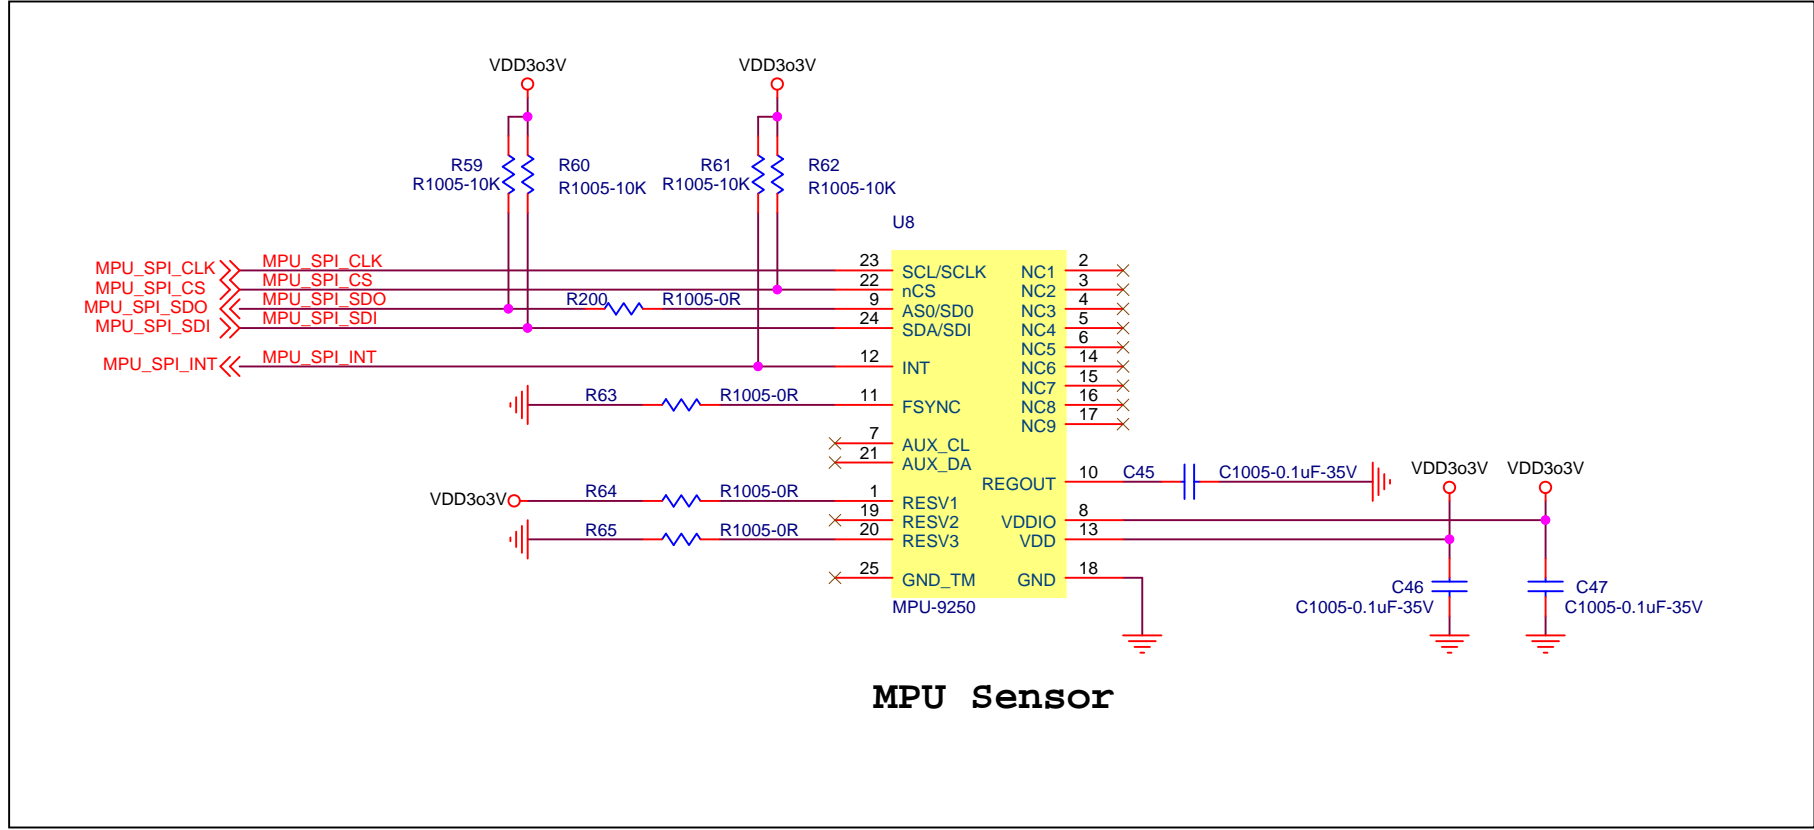 VDD3o3V VDD3o3V
R59 R60 R61 R62
R1005-10K R1005-10K R1005-10K R1005-10K
U8
MPU_SPI_CLK MPU_SPI_CLK 23 SCL/SCLK NC1 2
MPU_SPI_CS MPU_SPI_CS 22 nCS NC2 3
MPU_SPI_SDO MPU_SPI_SDO R200 R1005-0R 9 AS0/SD0 NC3 4
MPU_SPI_SDI MPU_SPI_SDI 24 SDA/SDI NC4 5
NC5 6
MPU_SPI_INT MPU_SPI_INT 12 INT NC6 14
NC7 15
R63 R1005-0R 11 FSYNC NC8 16
NC9 17
7 AUX_CL
21 AUX_DA
REGOUT 10 C45 C1005-0.1uF-35V VDD3o3V VDD3o3V
VDD3o3V R64 R1005-0R 1 RESV1
19 RESV2 VDDIO 8
R65 R1005-0R 20 RESV3 VDD 13
25 GND_TM GND 18
C46 C47
MPU-9250 C1005-0.1uF-35V C1005-0.1uF-35V
MPU Sensor